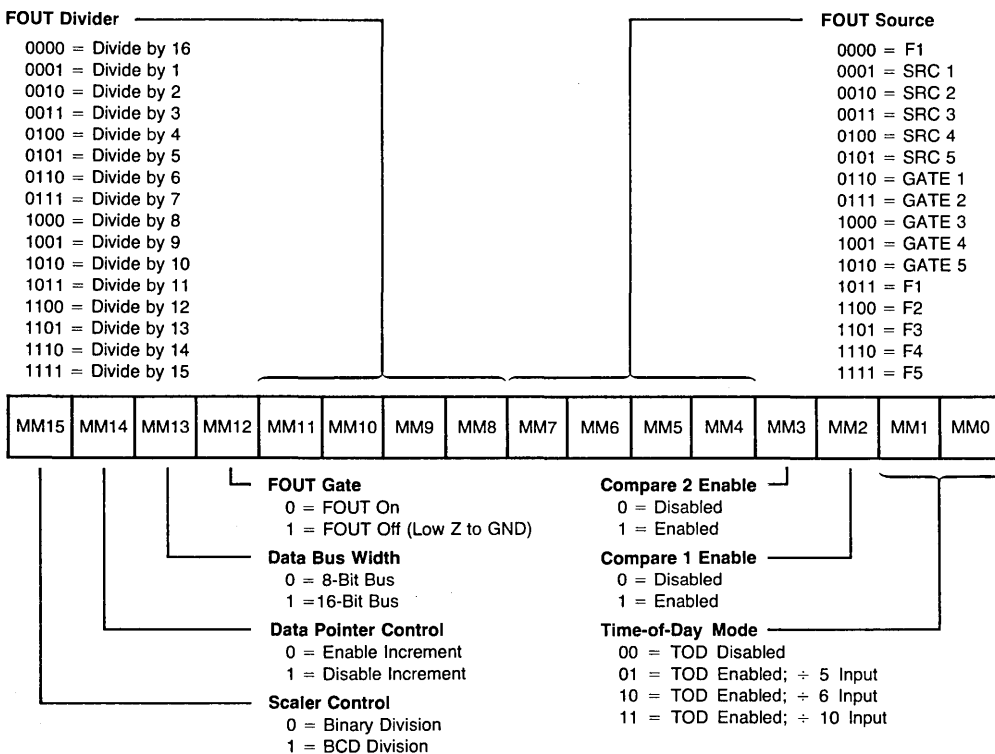 FOUT Divider
0000 = Divide by 16
0001 = Divide by 1
0010 = Divide by 2
0011 = Divide by 3
0100 = Divide by 4
0101 = Divide by 5
0110 = Divide by 6
0111 = Divide by 7
1000 = Divide by 8
1001 = Divide by 9
1010 = Divide by 10
1011 = Divide by 11
1100 = Divide by 12
1101 = Divide by 13
1110 = Divide by 14
1111 = Divide by 15
FOUT Source
0000 = F1
0001 = SRC 1
0010 = SRC 2
0011 = SRC 3
0100 = SRC 4
0101 = SRC 5
0110 = GATE 1
0111 = GATE 2
1000 = GATE 3
1001 = GATE 4
1010 = GATE 5
1011 = F1
1100 = F2
1101 = F3
1110 = F4
1111 = F5
MM15 MM14 MM13 MM12 MM11 MM10 MM9 MM8 MM7 MM6 MM5 MM4 MM3 MM2 MM1 MM0
FOUT Gate
0 = FOUT On
1 = FOUT Off (Low Z to GND)
Data Bus Width
0 = 8-Bit Bus
1 =16-Bit Bus
Data Pointer Control
0 = Enable Increment
1 = Disable Increment
Scaler Control
0 = Binary Division
1 = BCD Division
Compare 2 Enable
0 = Disabled
1 = Enabled
Compare 1 Enable
0 = Disabled
1 = Enabled
Time-of-Day Mode
00 = TOD Disabled
01 = TOD Enabled; ÷ 5 Input
10 = TOD Enabled; ÷ 6 Input
11 = TOD Enabled; ÷ 10 Input